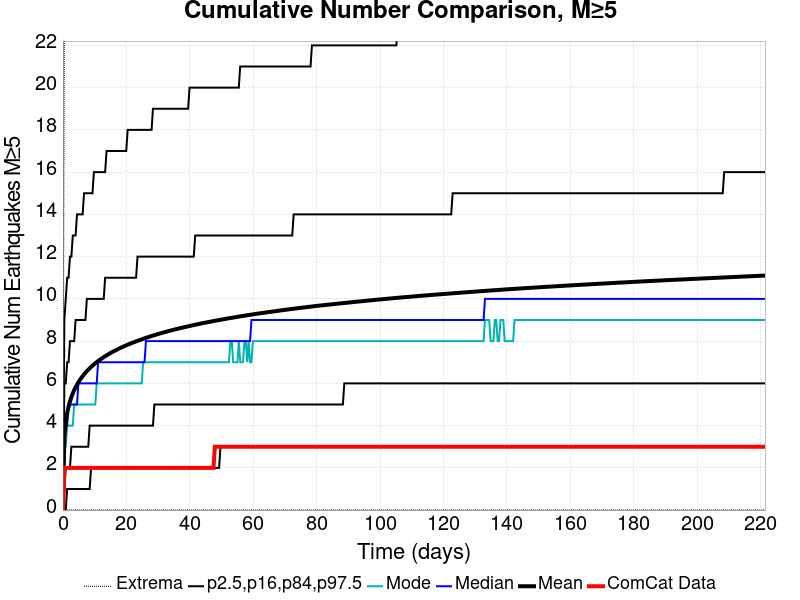 Cumulative Number Comparison, M≥5
Cumulative Num Earthquakes M≥5
22
20
18
16
14
12
10
8
6
4
2
0
0 20 40 60 80 100 120 140 160 180 200 220
Time (days)
Extrema p2.5,p16,p84,p97.5 Mode Median Mean ComCat Data